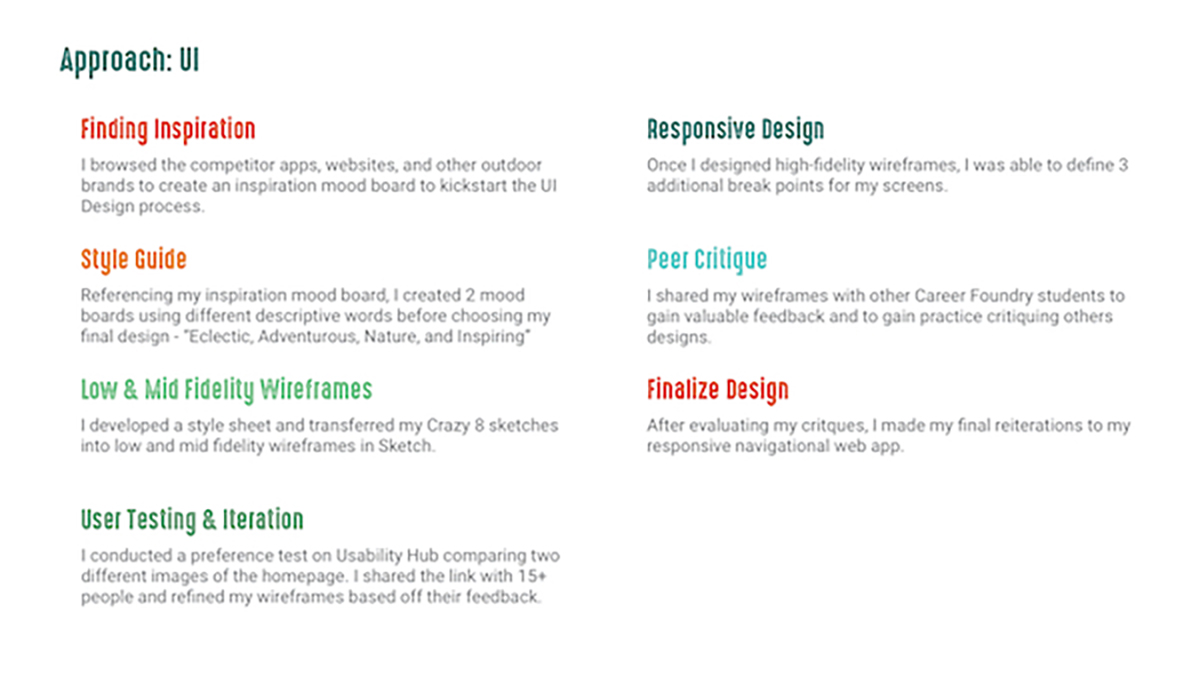 Approach: UI
Finding Inspiration
I browsed the competitor apps, websites, and other outdoor
brands to create an inspiration mood board to kickstart the UI
Design process.
Style Guide
Referencing my inspiration mood board, I created 2 mood
boards using different descriptive words before choosing my
final design - "Eclectic, Adventurous, Nature, and Inspiring"
Low & Mid Fidelity Wireframes
I developed a style sheet and transferred my Crazy 8 sketches
into low and mid fidelity wireframes in Sketch.
User Testing & Iteration
I conducted a preference test on Usability Hub comparing two
different images of the homepage. I shared the link with 15+
people and refined my wireframes based off their feedback.
Responsive Design
Once I designed high-fidelity wireframes, I was able to define 3
additional break points for my screens.
Peer Critique
I shared my wireframes with other Career Foundry students to
gain valuable feedback and to gain practice critiquing others
designs.
Finalize Design
After evaluating my critques, I made my final reiterations to my
responsive navigational web app.